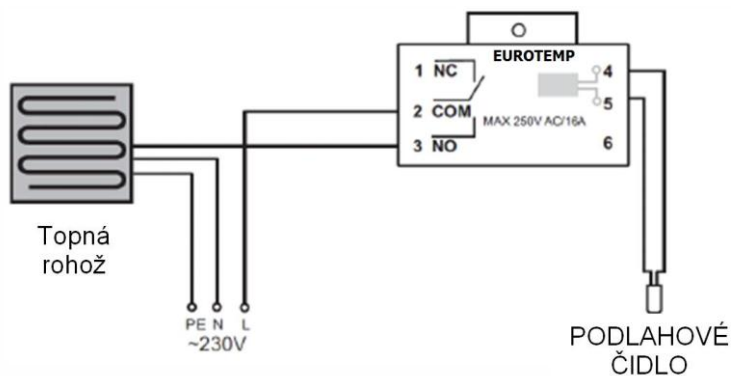 EUROTEMP
1 NC
4
2 COM
5
MAX 250V AC/16A
3 NO
6
Topná
rohož
PE N L
~230V
PODLAHOVÉ
ČIDLO